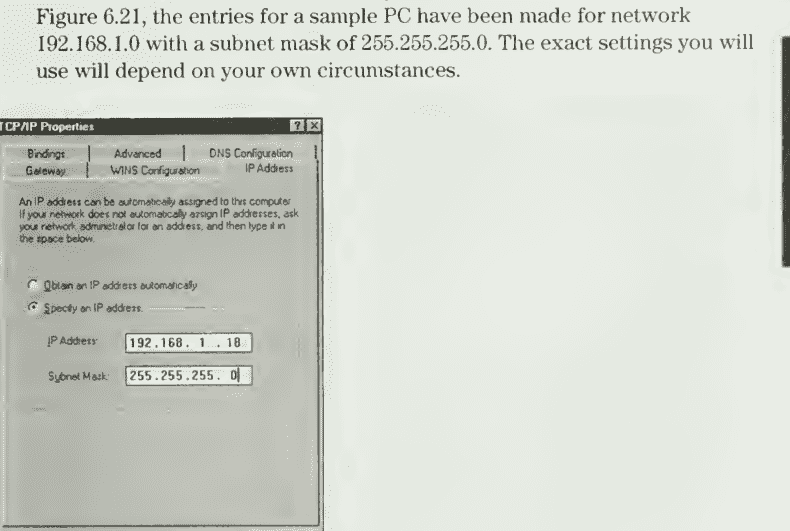 Figure 6.21, the entries for a sample PC have been made for network
192.168.1.0 with a subnet mask of 255.255.255.0. The exact settings you will
use will depend on your own circumstances.
TCP/IP Properties ? X
Bindings Advanced DNS Configuration
Gateway WINS Configuration IP Address
An IP address can be automatically assigned to this computer
If your network does not automatically assign IP addresses, ask
your network administrator for an address, and then type it in
the space below.
Obtain an IP address automatically
Specify an IP address.
IP Address: 192.168. 1 . 18
Subnet Mask: 255.255.255. 0